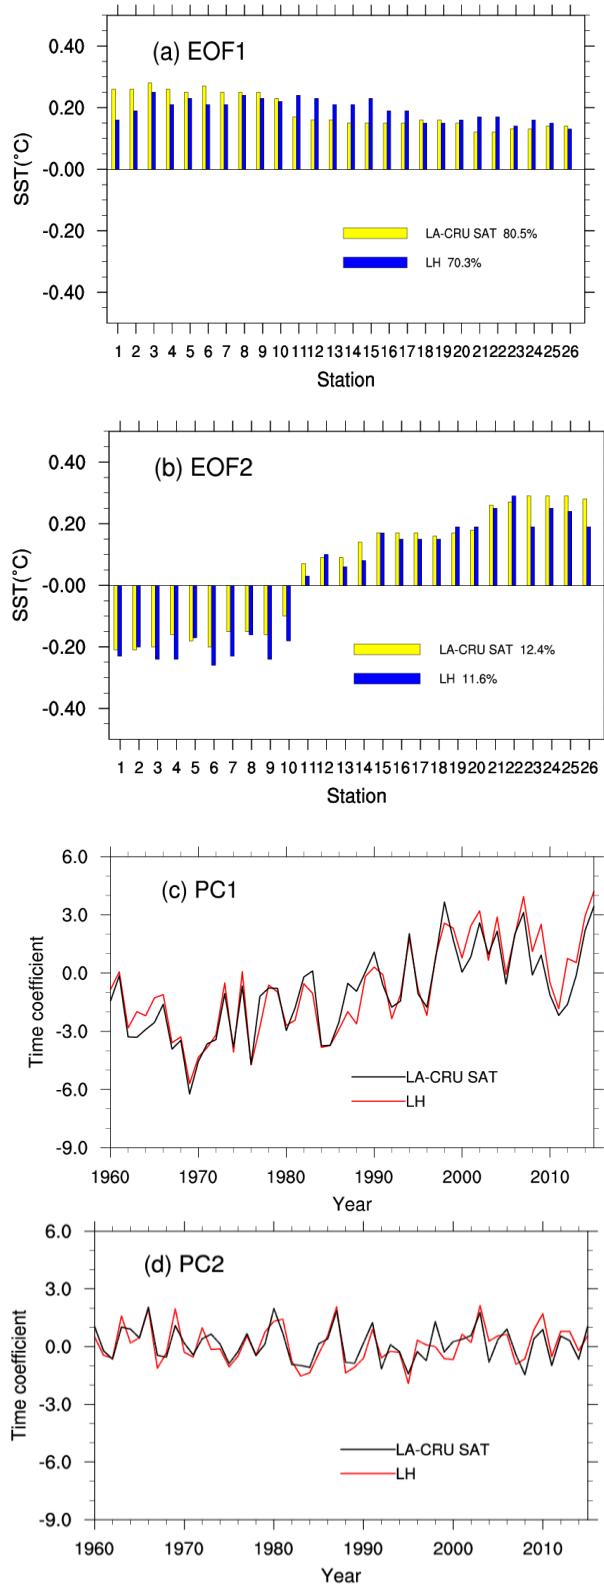 (a) EOF1
0.40
0.20
-0.00
-0.20
-0.40
SST(°C)
LA-CRU SAT 80.5%
LH 70.3%
1 2 3 4 5 6 7 8 9 10 11 12 13 14 15 16 17 18 19 20 21 22 23 24 25 26
Station
(b) EOF2
0.40
0.20
-0.00
-0.20
-0.40
SST(°C)
LA-CRU SAT 12.4%
LH 11.6%
1 2 3 4 5 6 7 8 9 10 11 12 13 14 15 16 17 18 19 20 21 22 23 24 25 26
Station
(c) PC1
6.0
3.0
0.0
-3.0
-6.0
-9.0
Time coefficient
LA-CRU SAT
LH
1960 1970 1980 1990 2000 2010
Year
(d) PC2
6.0
3.0
0.0
-3.0
-6.0
-9.0
Time coefficient
LA-CRU SAT
LH
1960 1970 1980 1990 2000 2010
Year